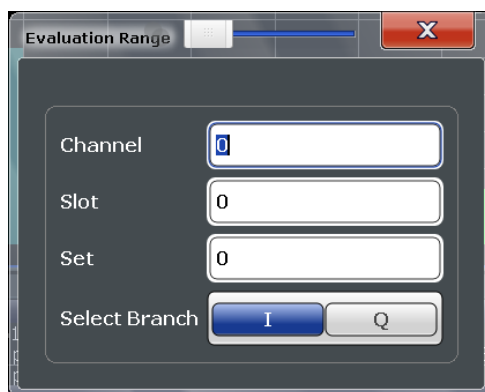 Evaluation Range
X
Channel 0
Slot 0
Set 0
Select Branch I Q